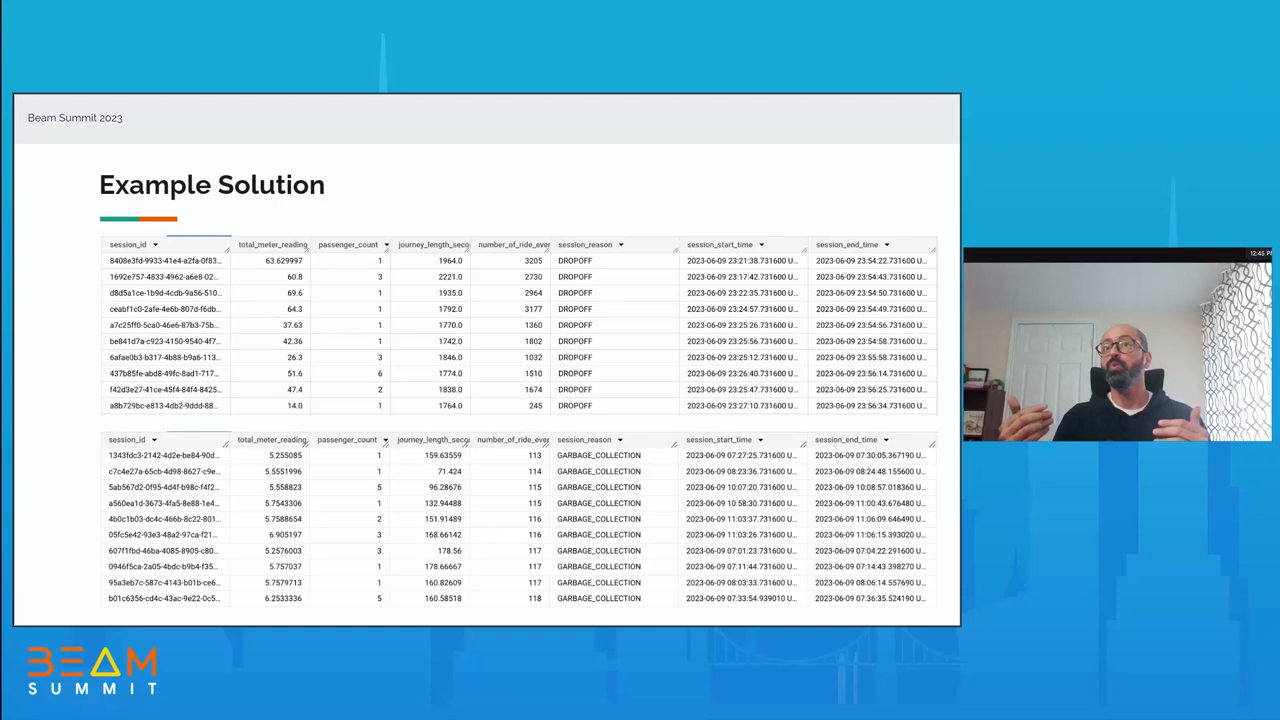 Beam Summit 2023
Example Solution
session_id total_meter_reading passenger_count journey_length_seco number_of_ride_ever session_reason session_start_time session_end_time
8408e3fd-9933-41e4-a2fa-0f83... 63.629997 1 1964.0 3205 DROPOFF 2023-06-09 23:21:38.731600 U... 2023-06-09 23:54:22.731600 U...
1692e757-4833-4962-a6e8-02... 60.8 3 2221.0 2730 DROPOFF 2023-06-09 23:17:42.731600 U... 2023-06-09 23:54:43.731600 U...
d8d5a1ce-1b9d-4cdb-9a56-510... 69.6 1 1935.0 2964 DROPOFF 2023-06-09 23:22:35.731600 U... 2023-06-09 23:54:50.731600 U...
ceabf1c0-2afe-4e6b-807d-f6db... 64.3 1 1792.0 3177 DROPOFF 2023-06-09 23:24:57.731600 U... 2023-06-09 23:54:49.731600 U...
a7c25ff0-5ca0-46e6-87b3-75b... 37.63 1 1770.0 1360 DROPOFF 2023-06-09 23:25:26.731600 U... 2023-06-09 23:54:56.731600 U...
be841d7a-c923-4150-9540-4f7... 42.36 1 1742.0 1802 DROPOFF 2023-06-09 23:25:56.731600 U... 2023-06-09 23:54:58.731600 U...
6afae0b3-b317-4b88-b9a6-113... 26.3 3 1846.0 1032 DROPOFF 2023-06-09 23:25:12.731600 U... 2023-06-09 23:55:58.731600 U...
437b85fe-abd8-49fc-8ad1-717... 51.6 6 1774.0 1510 DROPOFF 2023-06-09 23:26:40.731600 U... 2023-06-09 23:56:14.731600 U...
f42d3e27-41ce-45f4-84f4-8425... 47.4 2 1838.0 1674 DROPOFF 2023-06-09 23:25:47.731600 U... 2023-06-09 23:56:25.731600 U...
a8b729bc-e813-4db2-9ddd-88... 14.0 1 1764.0 245 DROPOFF 2023-06-09 23:27:10.731600 U... 2023-06-09 23:56:34.731600 U...
session_id total_meter_reading passenger_count journey_length_seco number_of_ride_ever session_reason session_start_time session_end_time
1343fdc3-2142-4d2e-be84-90d... 5.255085 1 159.63559 113 GARBAGE_COLLECTION 2023-06-09 07:27:25.731600 U... 2023-06-09 07:30:05.367190 U...
c7c4e27a-65cb-4d98-8627-c9e... 5.5551996 1 71.424 114 GARBAGE_COLLECTION 2023-06-09 08:23:36.731600 U... 2023-06-09 08:24:48.155600 U...
5ab567d2-0f95-4d4f-b98c-f4f2... 5.558823 5 96.28676 115 GARBAGE_COLLECTION 2023-06-09 10:07:20.731600 U... 2023-06-09 10:08:57.018360 U...
a560ea1d-3673-4fa5-8e88-1e4... 5.7543306 1 132.94488 115 GARBAGE_COLLECTION 2023-06-09 10:58:30.731600 U... 2023-06-09 11:00:43.676480 U...
4b0c1b03-dc4c-466b-8c22-801... 5.7588654 2 151.91489 116 GARBAGE_COLLECTION 2023-06-09 11:03:37.731600 U... 2023-06-09 11:06:09.646490 U...
05fc5e42-93e3-48a2-97ca-f21... 6.905197 3 168.66142 116 GARBAGE_COLLECTION 2023-06-09 11:03:26.731600 U... 2023-06-09 11:06:15.393020 U...
607f1fbd-46ba-4085-8905-c80... 5.2576003 3 178.56 117 GARBAGE_COLLECTION 2023-06-09 07:01:23.731600 U... 2023-06-09 07:04:22.291600 U...
0946f5ca-2a05-4bdc-b9b4-f35... 5.757037 1 178.66667 117 GARBAGE_COLLECTION 2023-06-09 07:11:44.731600 U... 2023-06-09 07:14:43.398270 U...
95a3eb7c-587c-4143-b01b-ce6... 5.7579713 1 160.82609 117 GARBAGE_COLLECTION 2023-06-09 08:03:33.731600 U... 2023-06-09 08:06:14.557690 U...
b01c6356-cd4c-43ac-9e22-0c5... 6.2533336 5 160.58518 118 GARBAGE_COLLECTION 2023-06-09 07:33:54.939010 U... 2023-06-09 07:36:35.524190 U...
12:45 P
BEAM
SUMMIT